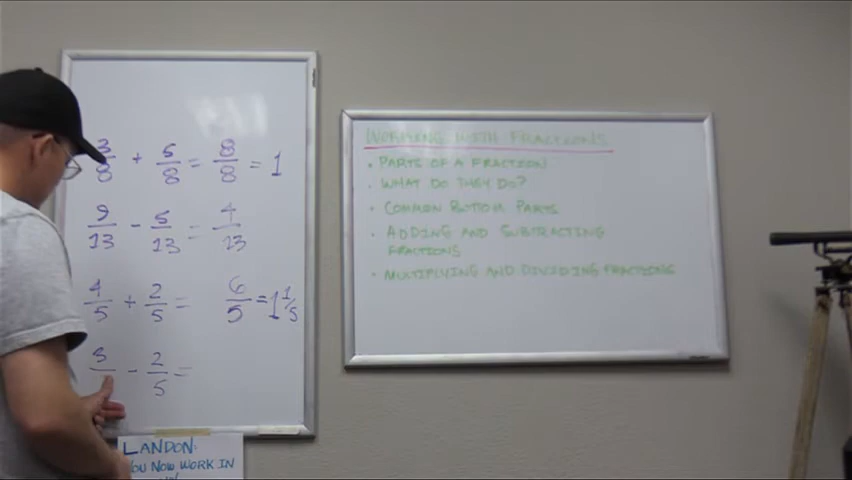 3/8 + 5/8 = 8/8 = 1
9/13 - 5/13 = 4/13
4/5 + 2/5 = 6/5 = 1 1/5
- 2/5 =
LANDON:
YOU NOW WORK IN
WORKING WITH FRACTIONS
• PARTS OF A FRACTION
• WHAT DO THEY DO?
• COMMON BOTTOM PARTS
• ADDING AND SUBTRACTING
FRACTIONS
• MULTIPLYING AND DIVIDING FRACTIONS